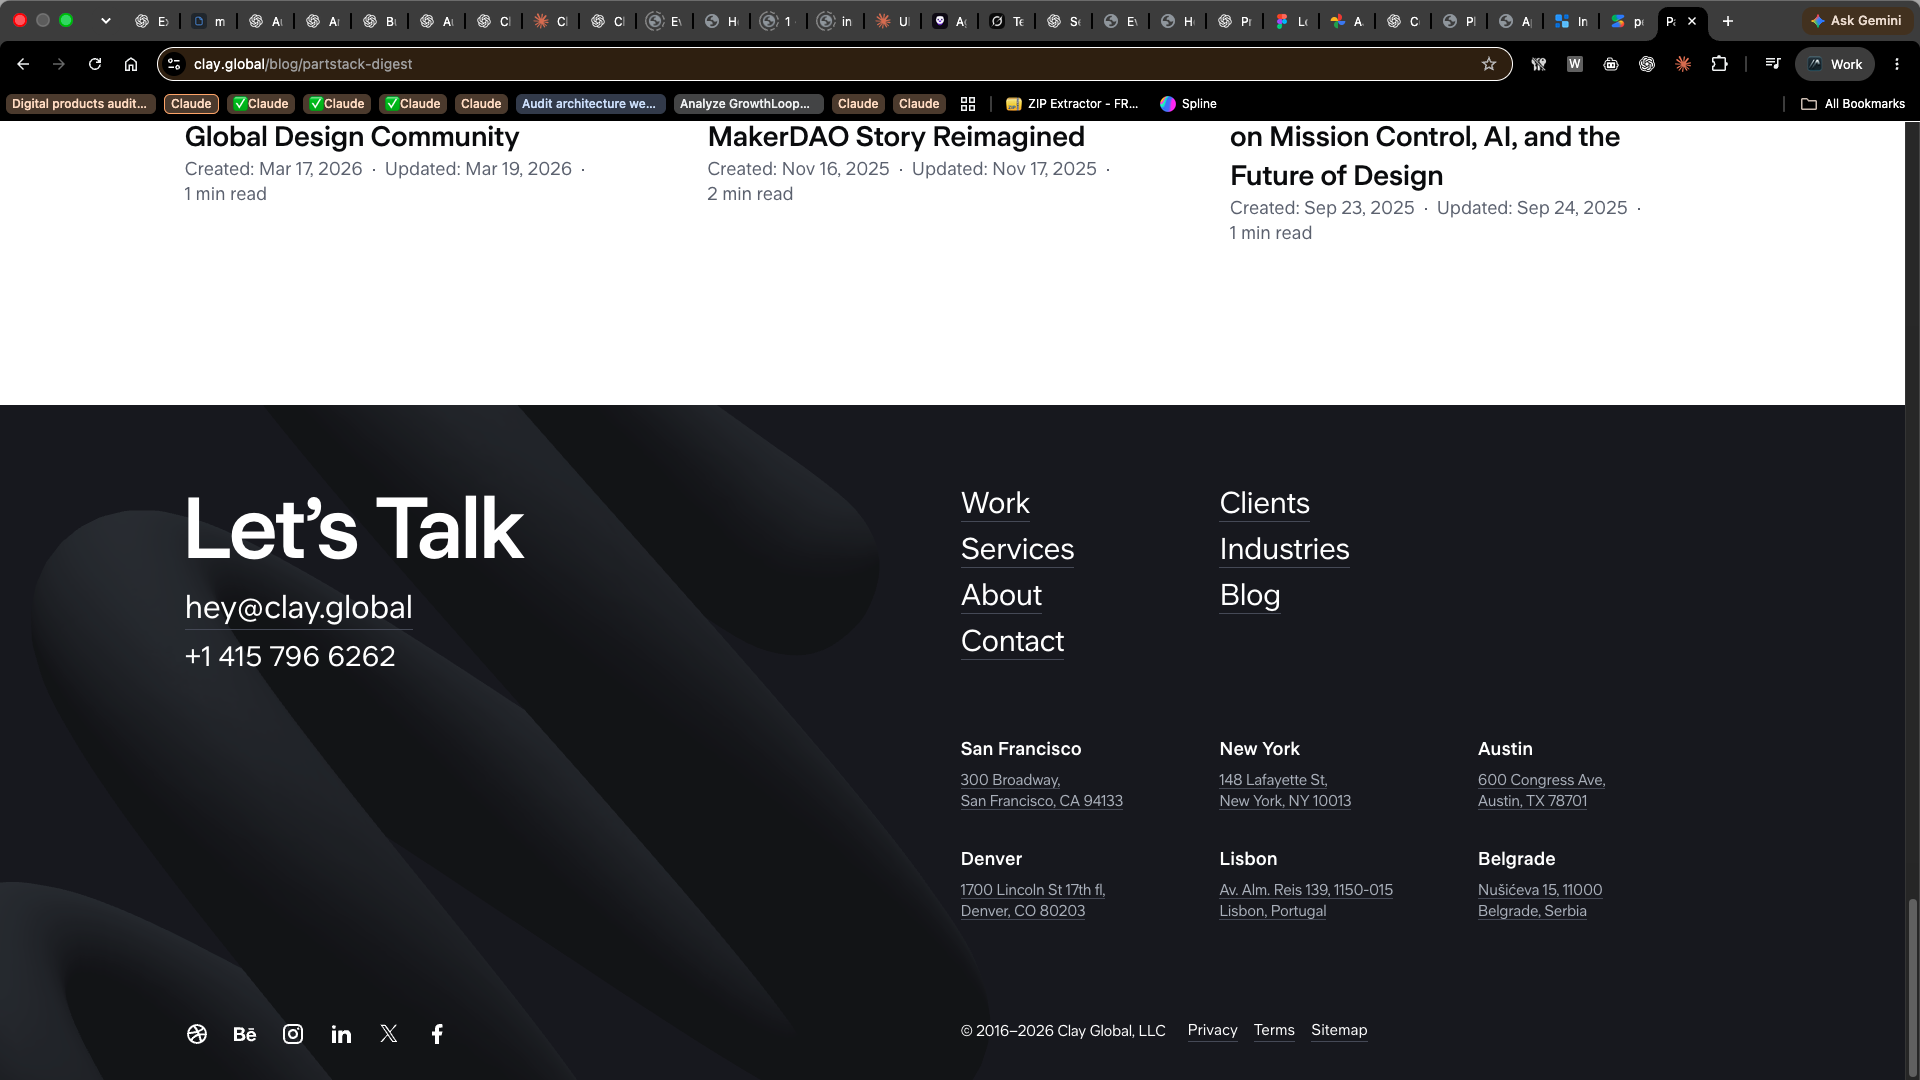 Ask Gemini
clay.global/blog/partstack-digest
Work
Digital products audit...
Claude
✅Claude
✅Claude
✅Claude
Claude
Audit architecture we...
Analyze GrowthLoop...
Claude
Claude
ZIP Extractor - FR...
Spline
All Bookmarks
Global Design Community
Created: Mar 17, 2026 · Updated: Mar 19, 2026 ·
1 min read
MakerDAO Story Reimagined
Created: Nov 16, 2025 · Updated: Nov 17, 2025 ·
2 min read
on Mission Control, AI, and the
Future of Design
Created: Sep 23, 2025 · Updated: Sep 24, 2025 ·
1 min read
Let’s Talk
hey@clay.global
+1 415 796 6262
Work
Services
About
Contact
Clients
Industries
Blog
San Francisco
300 Broadway,
San Francisco, CA 94133
New York
148 Lafayette St,
New York, NY 10013
Austin
600 Congress Ave,
Austin, TX 78701
Denver
1700 Lincoln St 17th fl,
Denver, CO 80203
Lisbon
Av. Alm. Reis 139, 1150-015
Lisbon, Portugal
Belgrade
Nušićeva 15, 11000
Belgrade, Serbia
Bē
© 2016–2026 Clay Global, LLC
Privacy
Terms
Sitemap